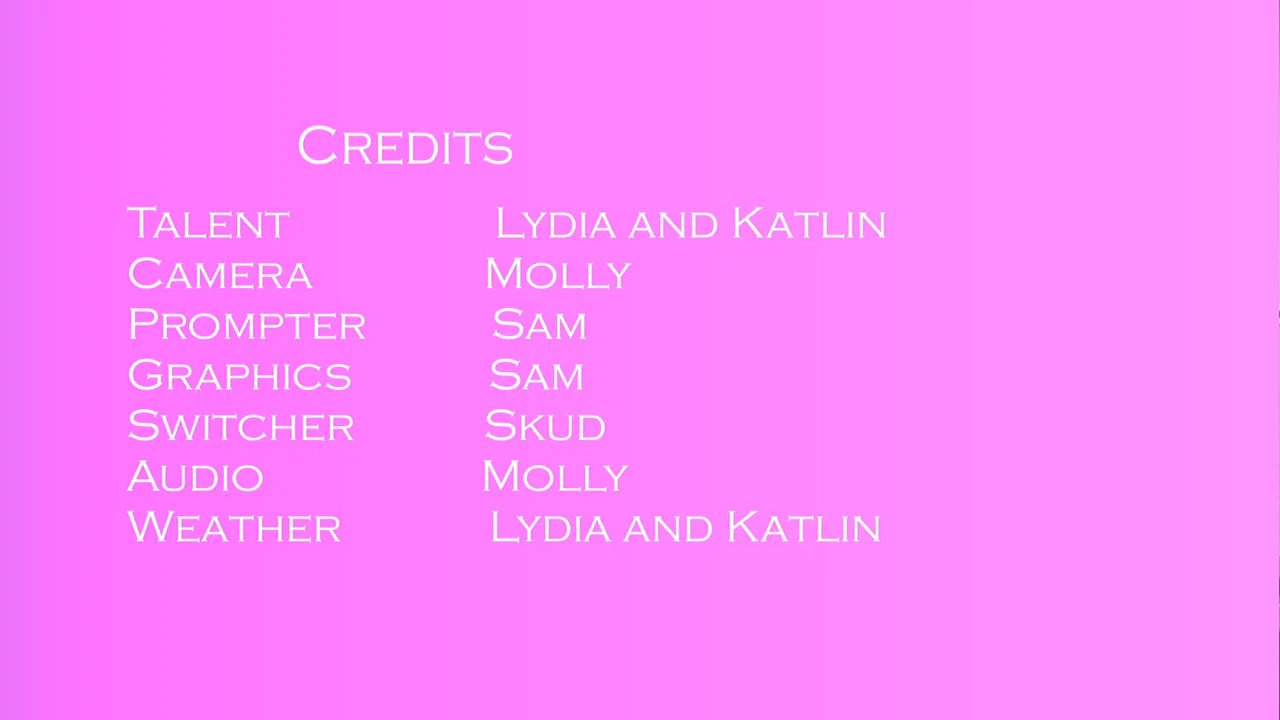 Credits
Talent Lydia and Katlin
Camera Molly
Prompter Sam
Graphics Sam
Switcher Skud
Audio Molly
Weather Lydia and Katlin